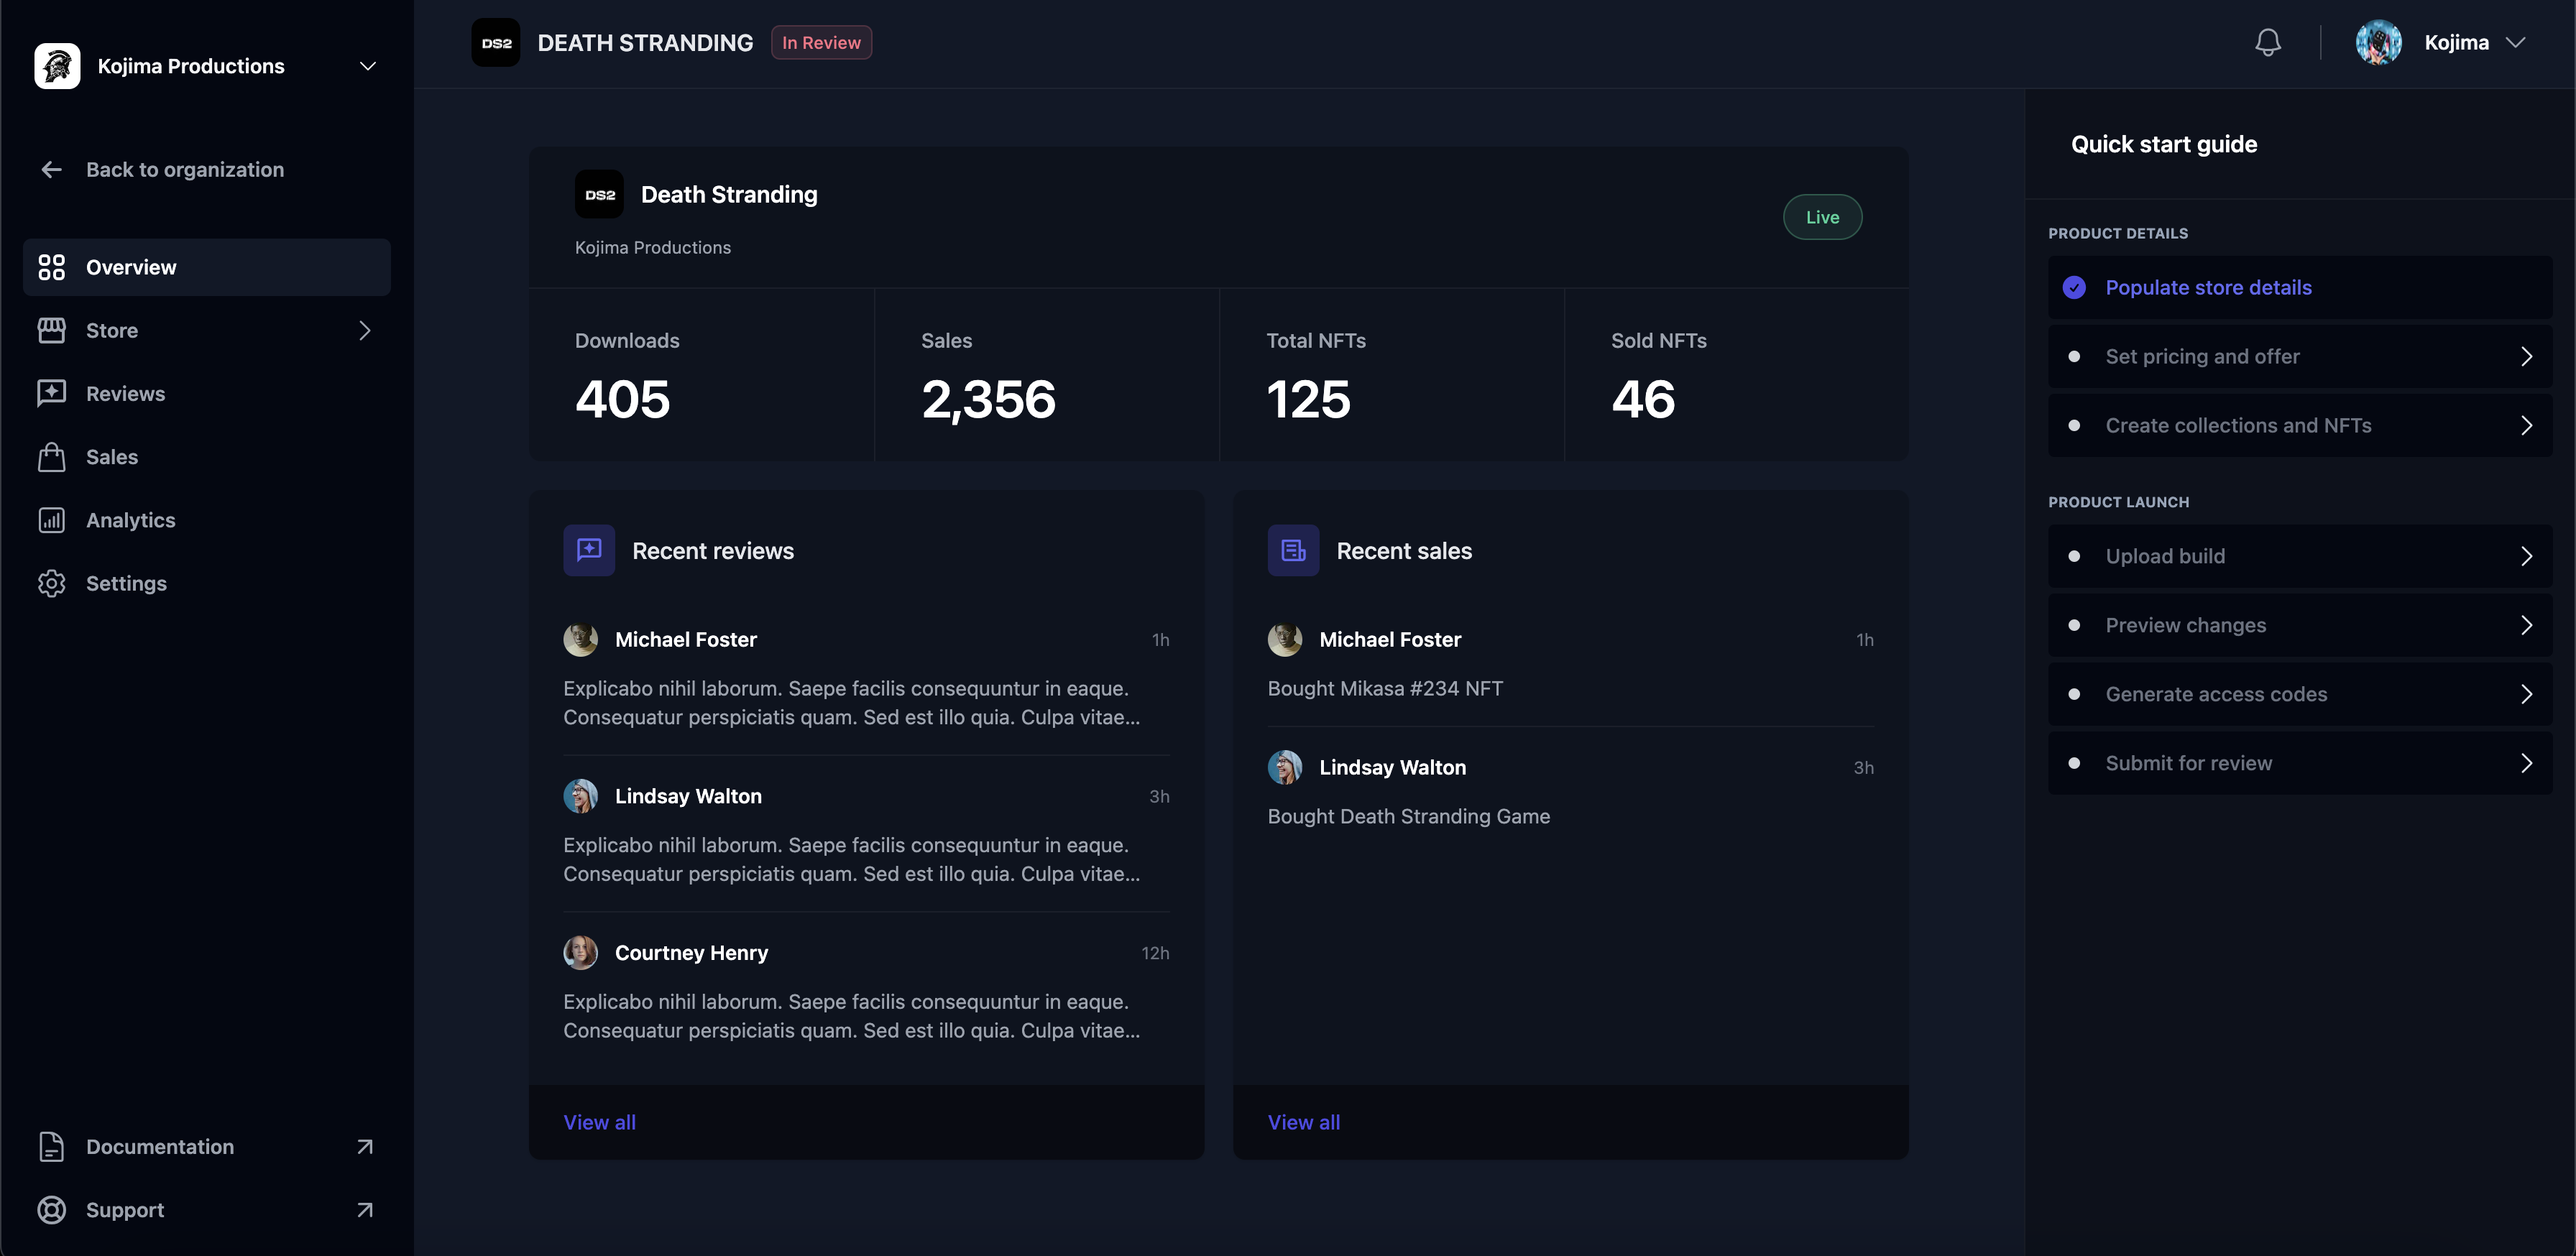 Kojima Productions
Back to organization
Overview
Store
Reviews
Sales
Analytics
Settings
Documentation
Support
DS2 DEATH STRANDING In Review
Kojima
DS2 Death Stranding
Kojima Productions
Live
Downloads
405
Sales
2,356
Total NFTs
125
Sold NFTs
46
Recent reviews
Michael Foster 1h
Explicabo nihil laborum. Saepe facilis consequuntur in eaque.
Consequatur perspiciatis quam. Sed est illo quia. Culpa vitae...
Lindsay Walton 3h
Explicabo nihil laborum. Saepe facilis consequuntur in eaque.
Consequatur perspiciatis quam. Sed est illo quia. Culpa vitae...
Courtney Henry 12h
Explicabo nihil laborum. Saepe facilis consequuntur in eaque.
Consequatur perspiciatis quam. Sed est illo quia. Culpa vitae...
View all
Recent sales
Michael Foster 1h
Bought Mikasa #234 NFT
Lindsay Walton 3h
Bought Death Stranding Game
View all
Quick start guide
PRODUCT DETAILS
Populate store details
Set pricing and offer
Create collections and NFTs
PRODUCT LAUNCH
Upload build
Preview changes
Generate access codes
Submit for review